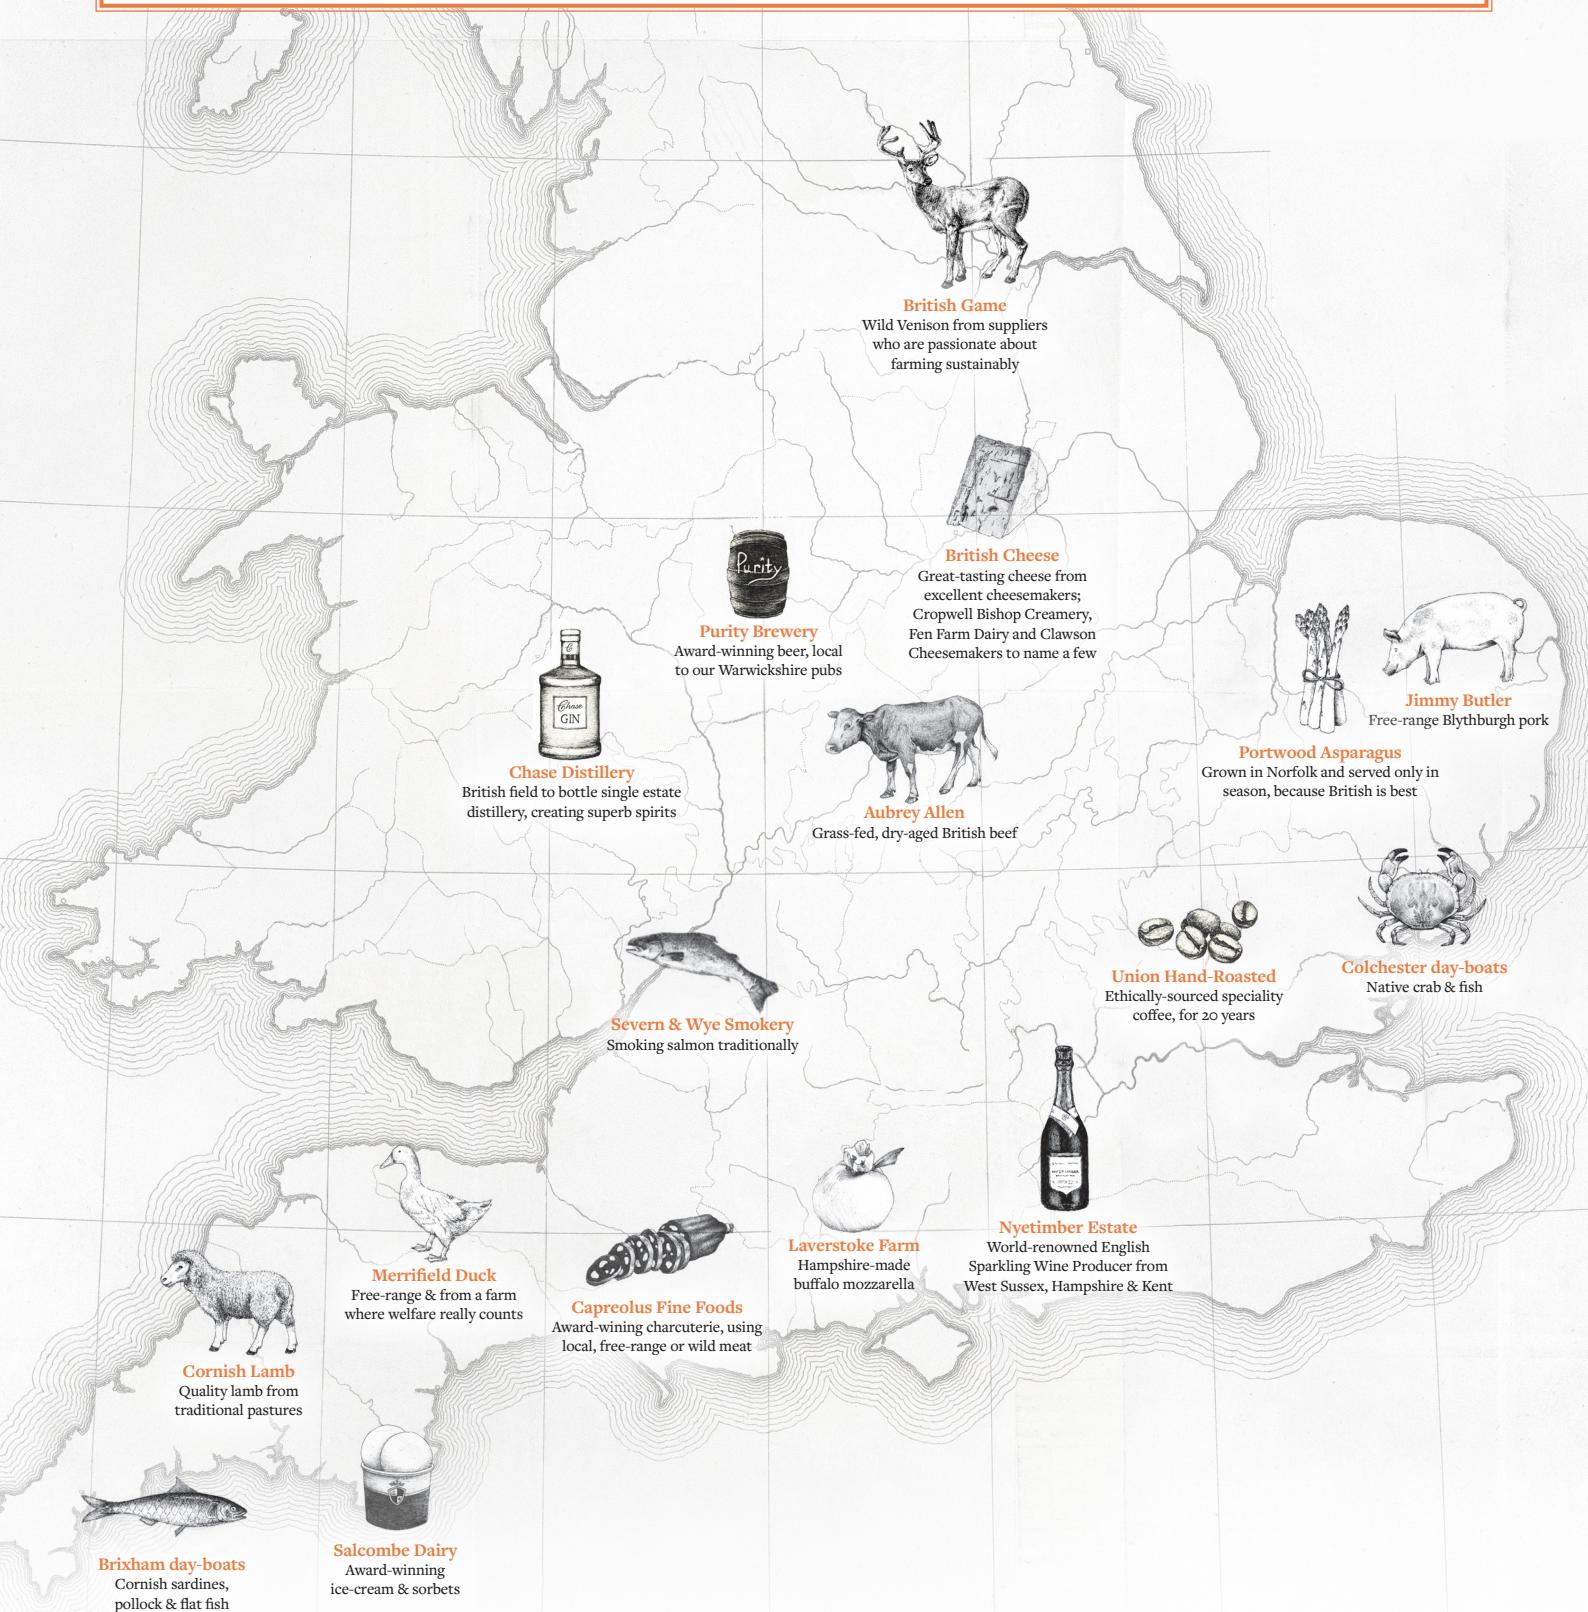 British Game
Wild Venison from suppliers
who are passionate about
farming sustainably
British Cheese
Great-tasting cheese from
excellent cheesemakers;
Cropwell Bishop Creamery,
Fen Farm Dairy and Clawson
Cheesemakers to name a few
Purity
Purity Brewery
Award-winning beer, local
to our Warwickshire pubs
Chase
GIN
Chase Distillery
British field to bottle single estate
distillery, creating superb spirits
Aubrey Allen
Grass-fed, dry-aged British beef
Jimmy Butler
Free-range Blythburgh pork
Portwood Asparagus
Grown in Norfolk and served only in
season, because British is best
Union Hand-Roasted
Ethically-sourced speciality
coffee, for 20 years
Colchester day-boats
Native crab & fish
Severn & Wye Smokery
Smoking salmon traditionally
Nyetimber Estate
World-renowned English
Sparkling Wine Producer from
West Sussex, Hampshire & Kent
Laverstoke Farm
Hampshire-made
buffalo mozzarella
Merrifield Duck
Free-range & from a farm
where welfare really counts
Capreolus Fine Foods
Award-wining charcuterie, using
local, free-range or wild meat
Cornish Lamb
Quality lamb from
traditional pastures
Salcombe Dairy
Award-winning
ice-cream & sorbets
Brixham day-boats
Cornish sardines,
pollock & flat fish